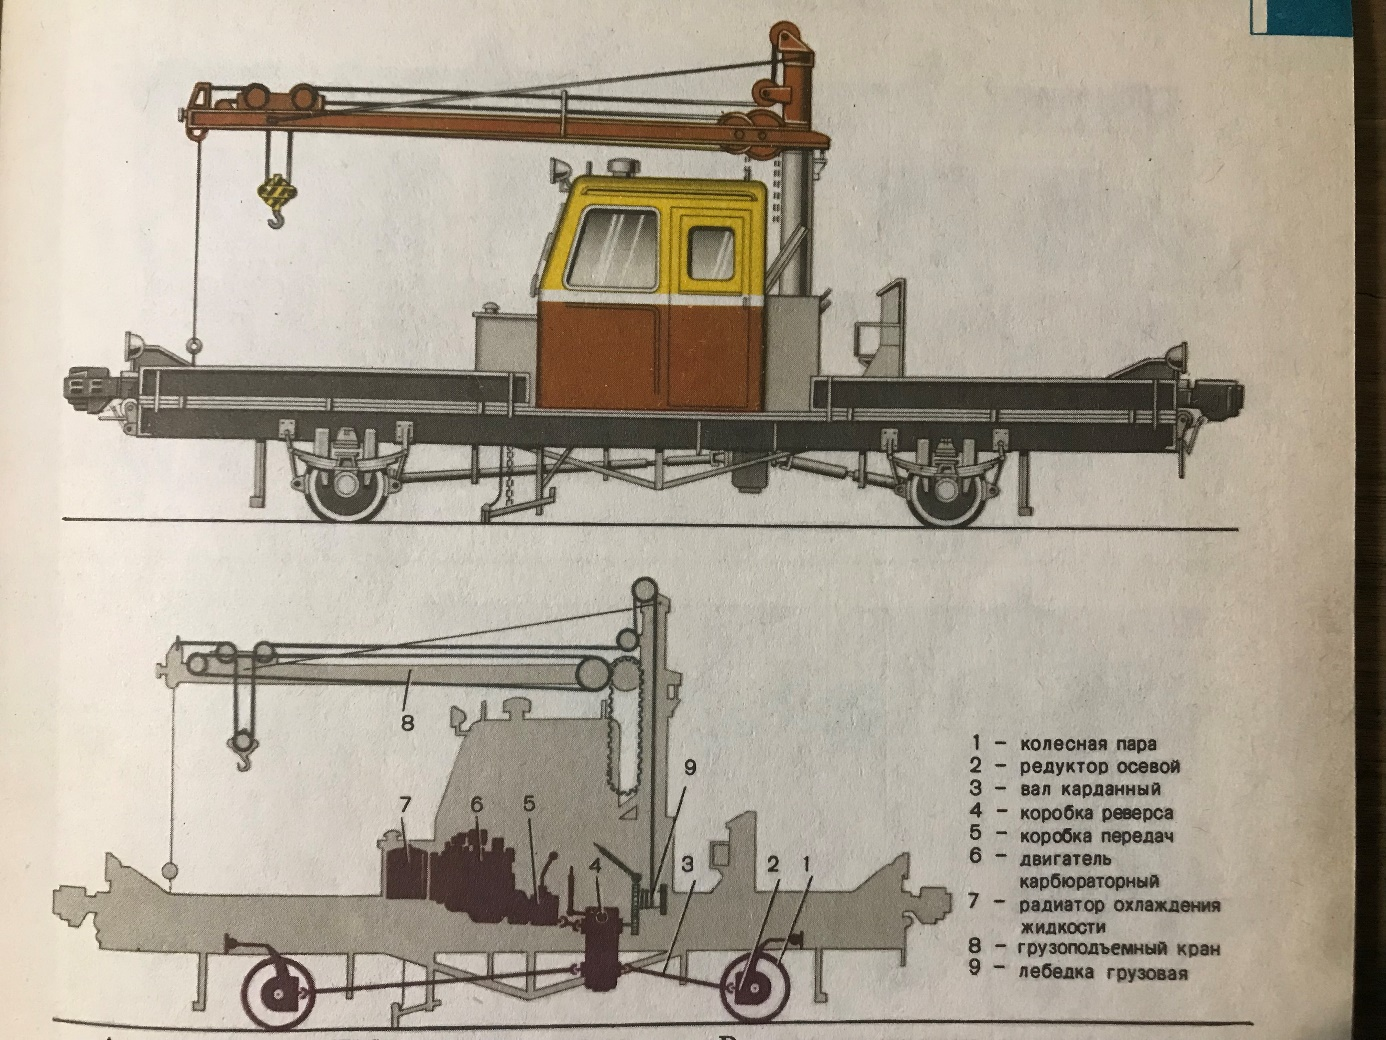 8
7
6
5
9
4
3
2
1
1 – колесная пара
2 – редуктор осевой
3 – вал карданный
4 – коробка реверса
5 – коробка передач
6 – двигатель
карбюраторный
7 – радиатор охлаждения
жидкости
8 – грузоподъемный кран
9 – лебедка грузовая